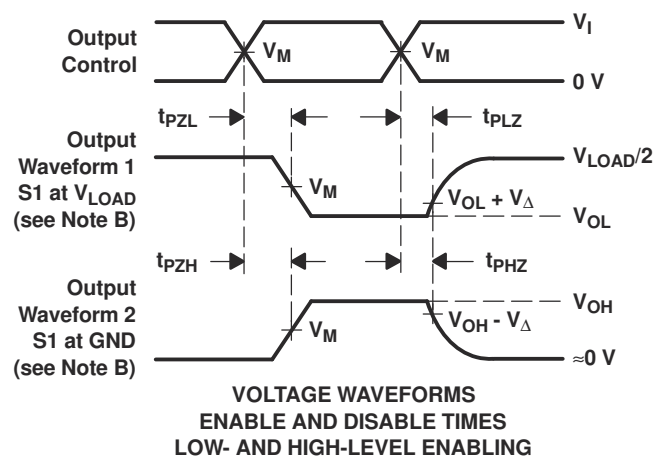 Output
Control
V_M
V_M
V_I
0 V
t_PZL
t_PLZ
Output
Waveform 1
S1 at V_LOAD
(see Note B)
V_M
V_LOAD/2
V_OL + V_Δ
V_OL
t_PZH
t_PHZ
Output
Waveform 2
S1 at GND
(see Note B)
V_M
V_OH
V_OH - V_Δ
≈0 V
VOLTAGE WAVEFORMS
ENABLE AND DISABLE TIMES
LOW- AND HIGH-LEVEL ENABLING